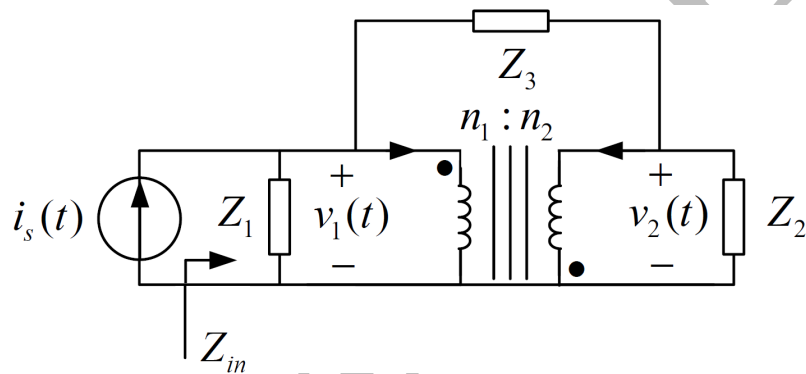 Z₃
n₁ : n₂
iₛ(t)
Z₁
+
v₁(t)
−
+
v₂(t)
−
Z₂
Zᵢₙ